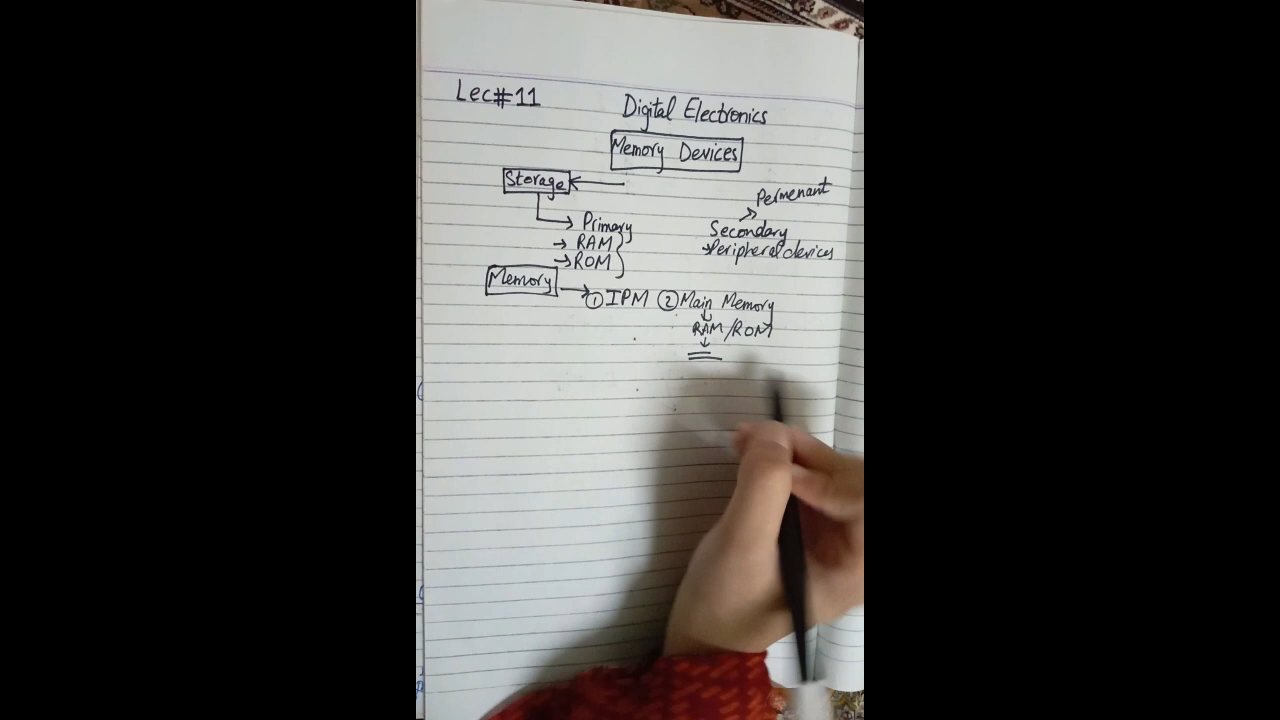 Lec#11
Digital Electronics
Memory Devices
Storage
Permenant
Primary
Secondary
→ RAM
→ Peripheral devices
→ ROM
Memory
① IPM ② Main Memory
RAM/ROM